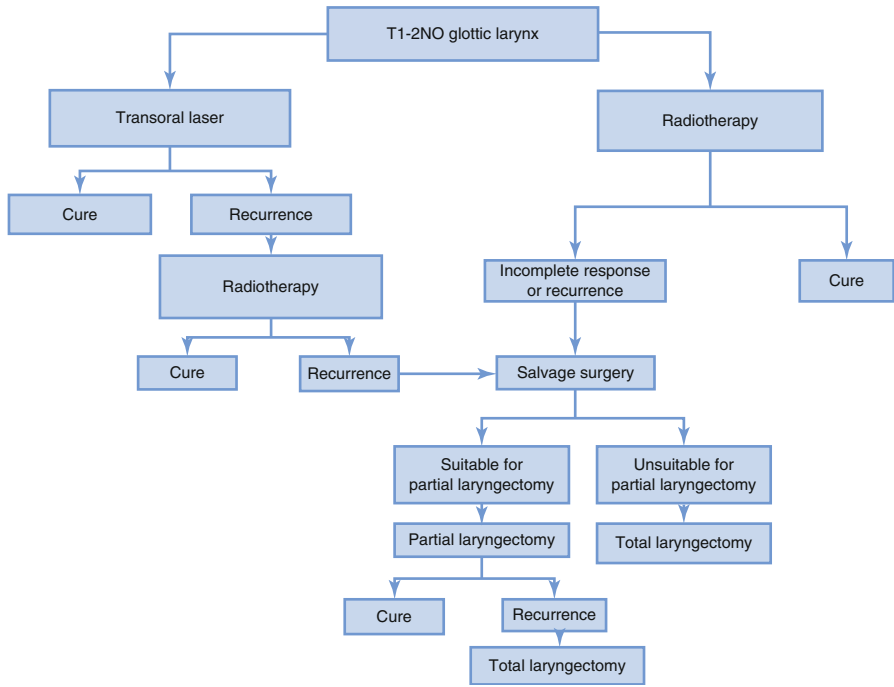 T1-2NO glottic larynx
Transoral laser
Radiotherapy
Cure
Recurrence
Radiotherapy
Incomplete response
or recurrence
Cure
Cure
Recurrence
Salvage surgery
Suitable for
partial laryngectomy
Unsuitable for
partial laryngectomy
Partial laryngectomy
Total laryngectomy
Cure
Recurrence
Total laryngectomy